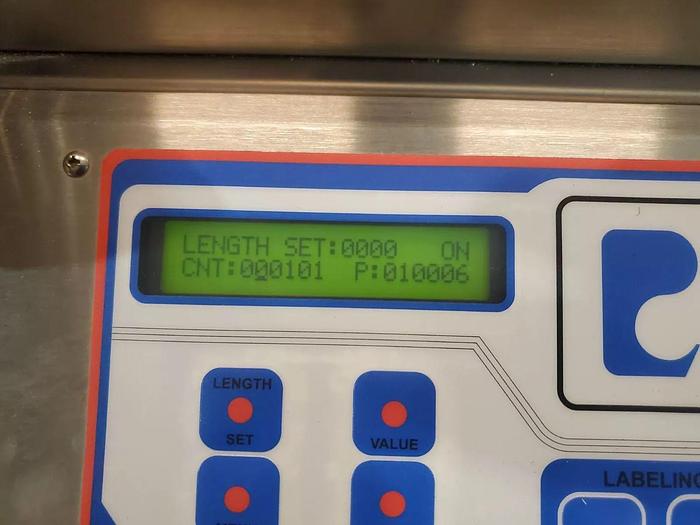 LENGTH SET:0000 ON
CNT:000101 P:010006
LENGTH
SET
VALUE
LABELING